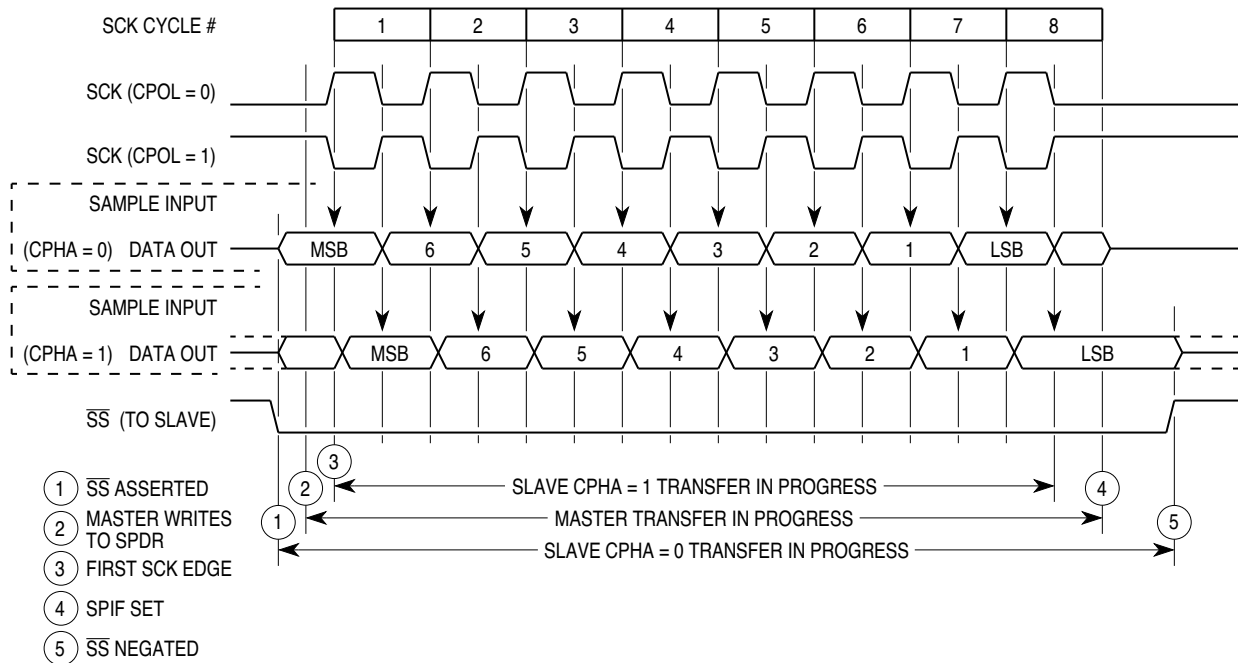 SCK CYCLE # 1 2 3 4 5 6 7 8
SCK (CPOL = 0)
SCK (CPOL = 1)
SAMPLE INPUT
(CPHA = 0) DATA OUT MSB 6 5 4 3 2 1 LSB
SAMPLE INPUT
(CPHA = 1) DATA OUT MSB 6 5 4 3 2 1 LSB
SS (TO SLAVE)
3
SLAVE CPHA = 1 TRANSFER IN PROGRESS
2 4
MASTER TRANSFER IN PROGRESS
1 5
SLAVE CPHA = 0 TRANSFER IN PROGRESS
1 SS ASSERTED
2 MASTER WRITES
TO SPDR
3 FIRST SCK EDGE
4 SPIF SET
5 SS NEGATED